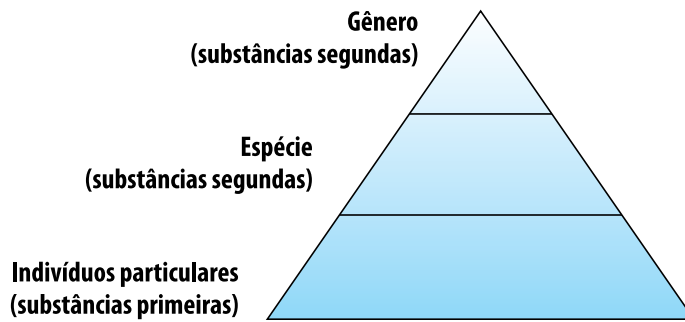 Gênero
(substâncias segundas)
Espécie
(substâncias segundas)
Indivíduos particulares
(substâncias primeiras)